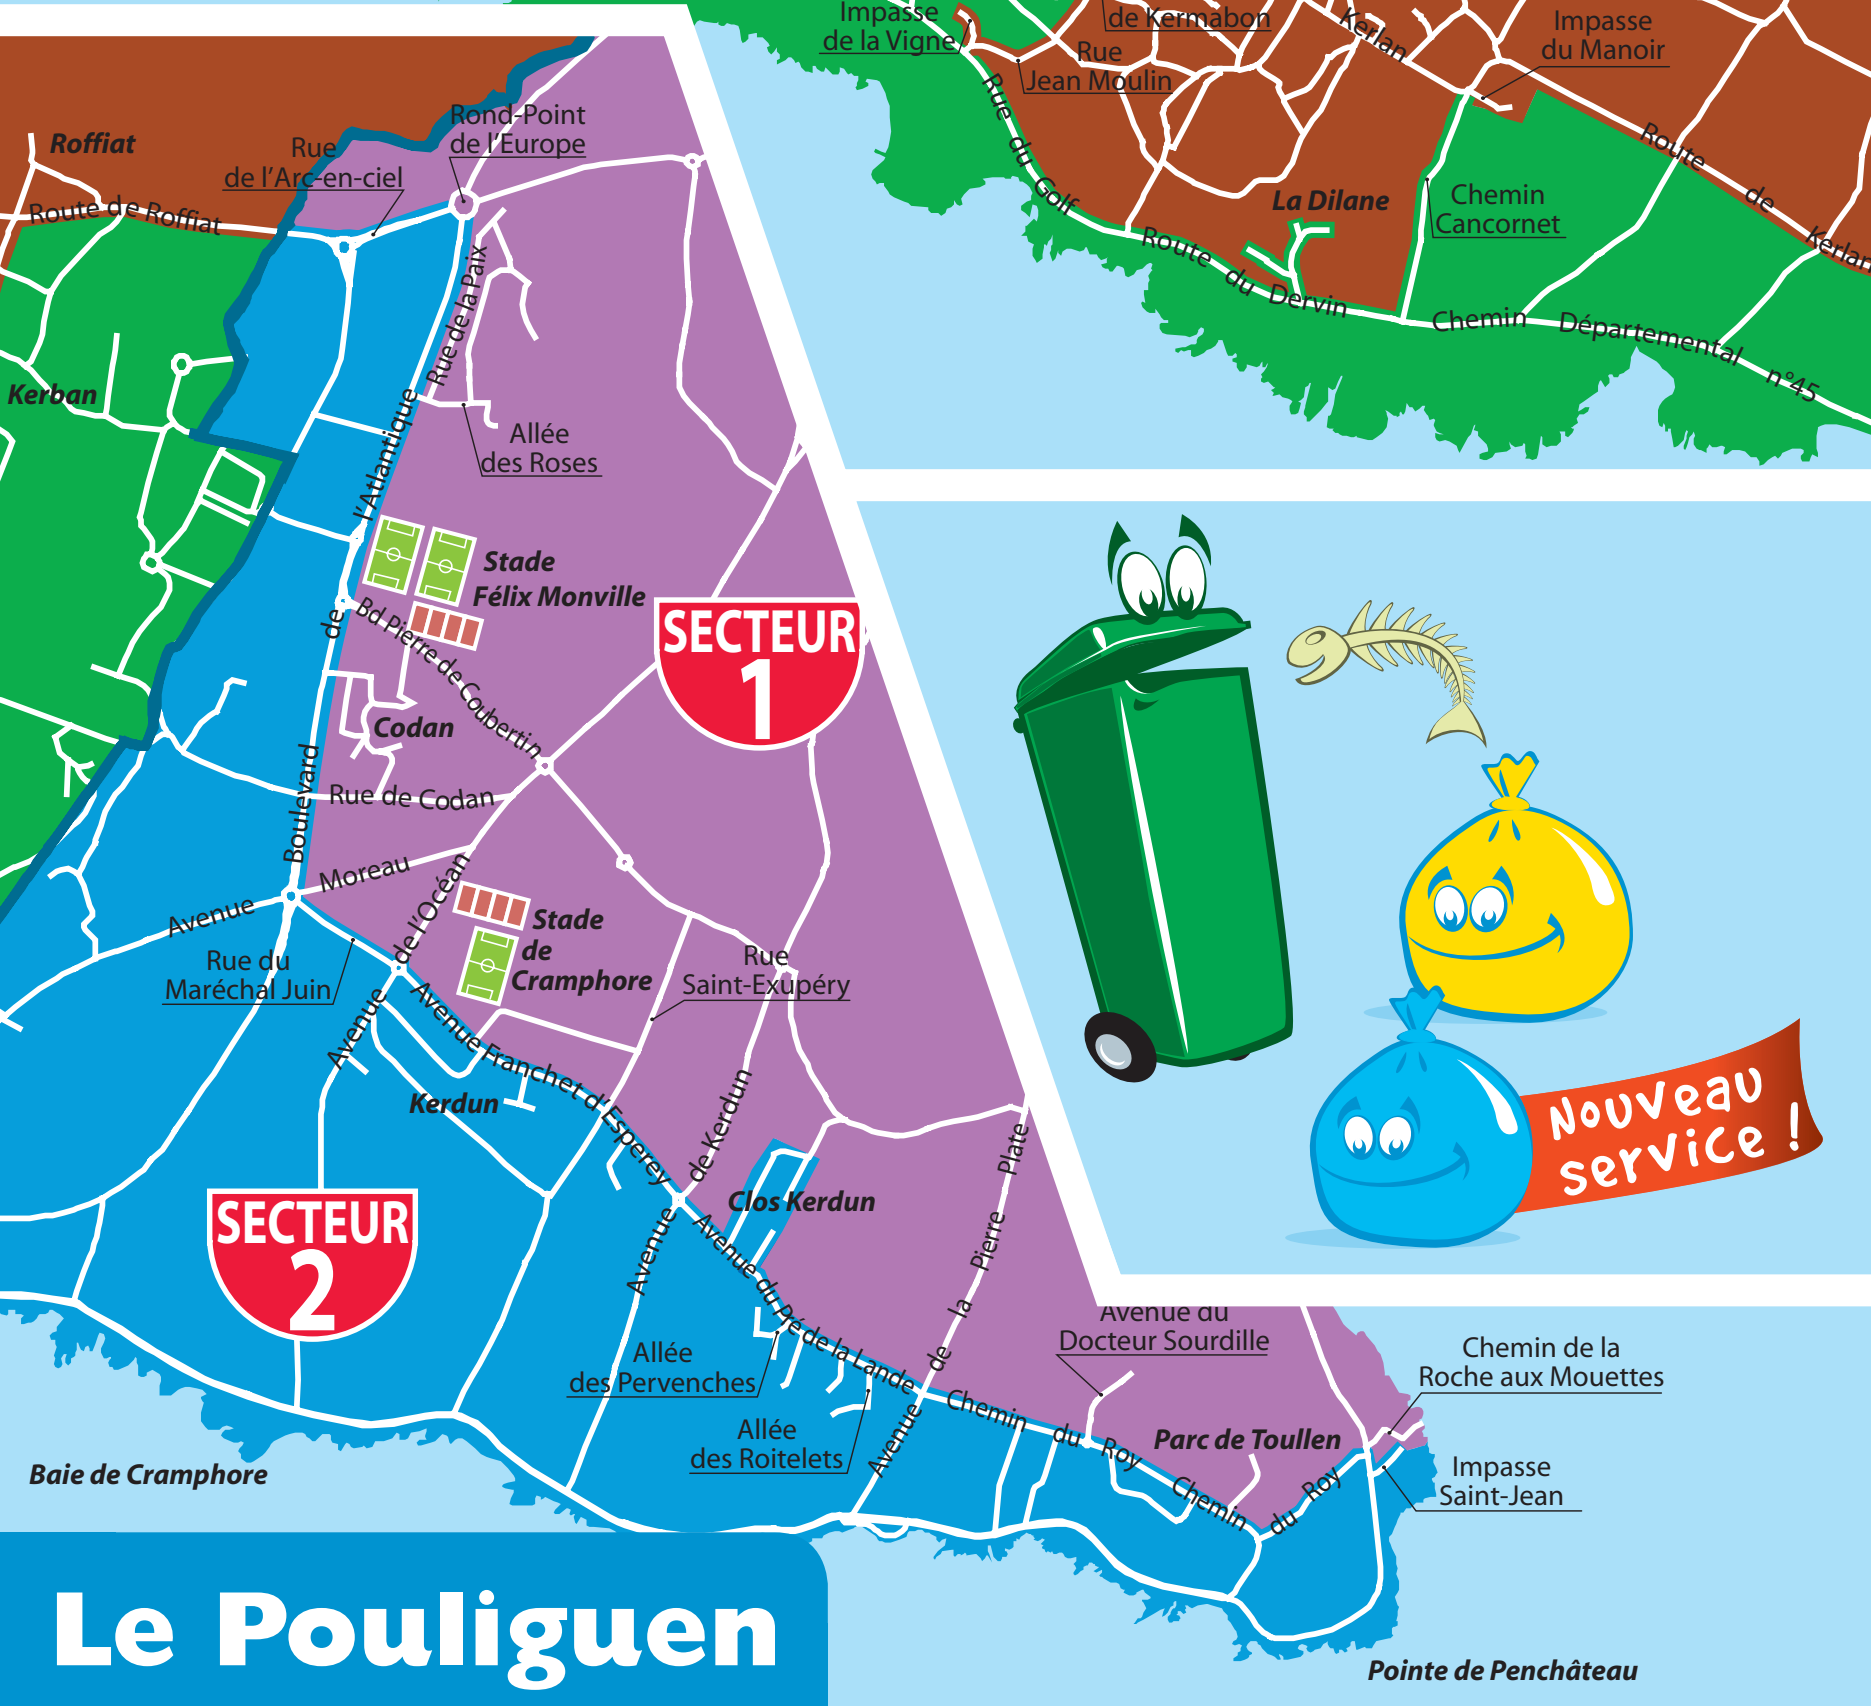 Impasse
de la Vigne
de Kermabon
Rue
Jean Moulin
Kerlan
Impasse
du Manoir
Rue du Golf
Route de Kerlan
La Dilane
Chemin
Cancornet
Route du Dervin
Chemin Départemental n°45
Roffiat
Rue
de l'Arc-en-ciel
Rond-Point
de l'Europe
Route de Roffiat
Kerban
Rue de la Paix
Allée
des Roses
Boulevard de l'Atlantique
Stade
Félix Monville
Bd Pierre de Coubertin
SECTEUR
1
Codan
Rue de Codan
Avenue Moreau
Avenue de l'Océan
Stade
de
Cramphore
Rue du
Maréchal Juin
Rue
Saint-Exupéry
Avenue Franchet d'Esperey
Kerdun
Avenue de Kerdun
Clos Kerdun
SECTEUR
2
Avenue du Pré de la Lande
Avenue de la Pierre Plate
Allée
des Pervenches
Allée
des Roitelets
Avenue du
Docteur Sourdille
Chemin du Roy
Chemin du Roy
Parc de Toullen
Chemin de la
Roche aux Mouettes
Impasse
Saint-Jean
Baie de Cramphore
Pointe de Penchâteau
Nouveau
service !
Le Pouliguen